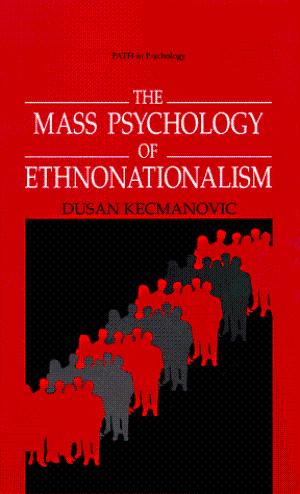 PATH in Psychology
THE
MASS PSYCHOLOGY
OF
ETHNONATIONALISM
DUSAN KECMANOVIC